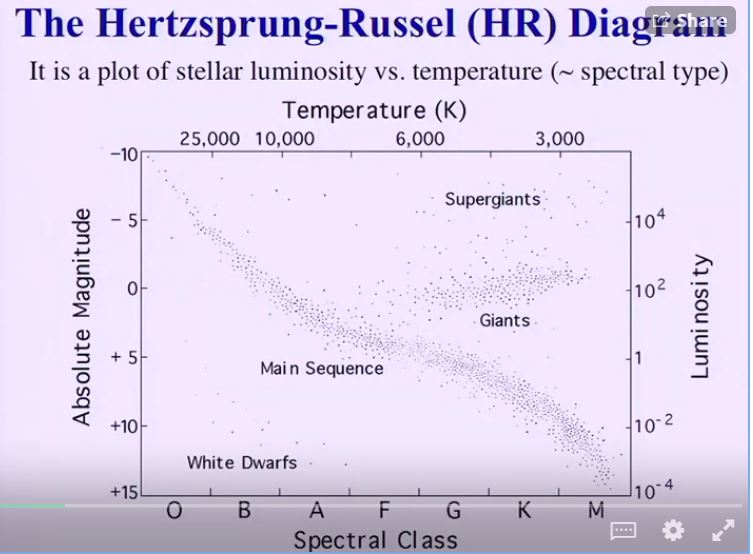 The Hertzsprung-Russel (HR) Diagram
Share
It is a plot of stellar luminosity vs. temperature (~ spectral type)
Temperature (K)
25,000 10,000 6,000 3,000
-10
Supergiants
- 5
10^4
0
10^2
Giants
+ 5
1
Main Sequence
+10
10^-2
White Dwarfs
+15
10^-4
Absolute Magnitude
Luminosity
O B A F G K M
Spectral Class